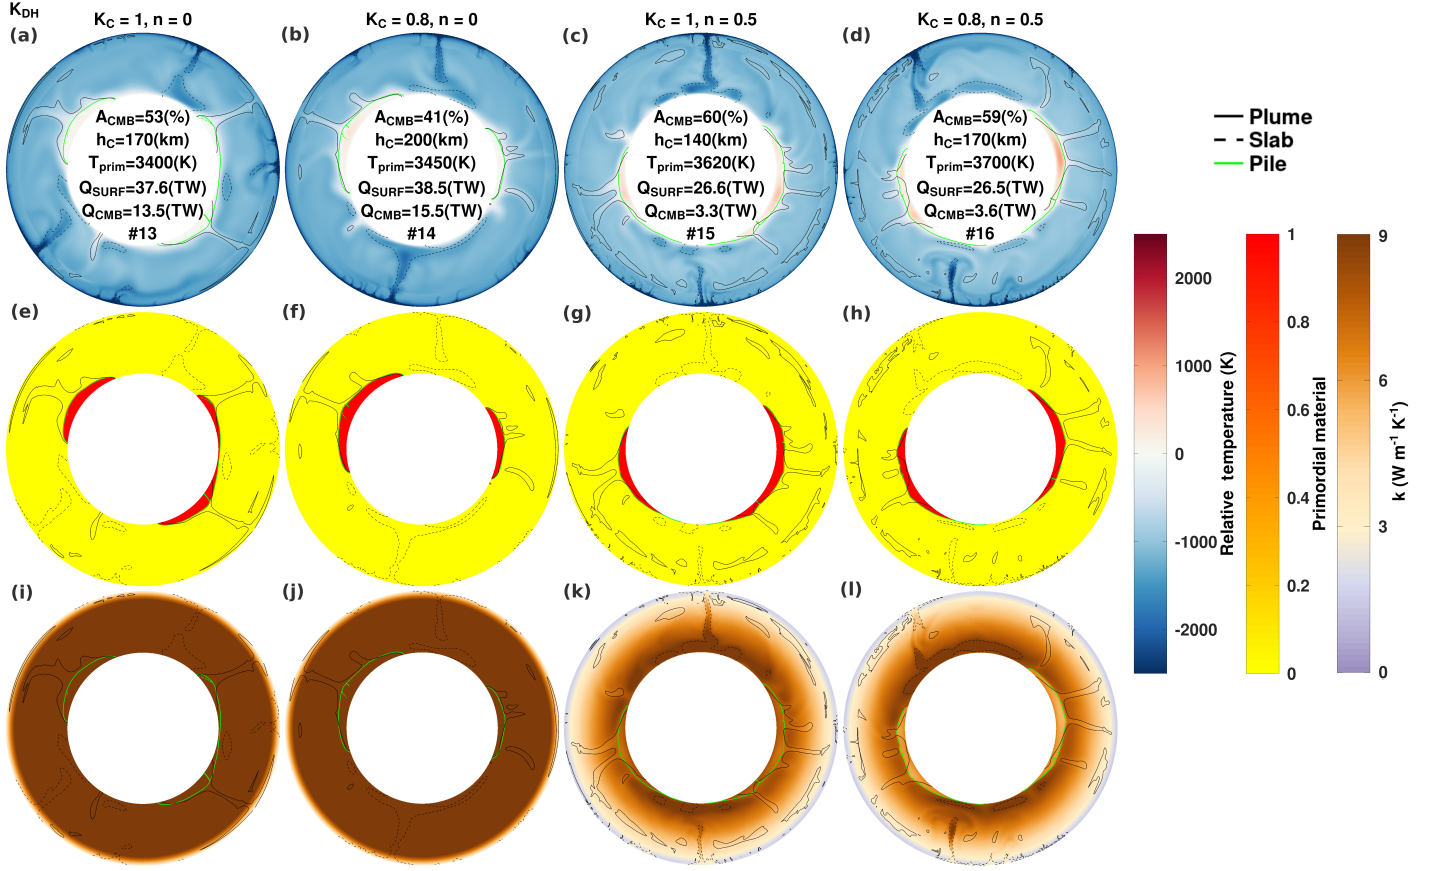 K_DH
K_C = 1, n = 0
K_C = 0.8, n = 0
K_C = 1, n = 0.5
K_C = 0.8, n = 0.5
(a)
(b)
(c)
(d)
A_CMB=53(%)
h_C=170(km)
T_prim=3400(K)
Q_SURF=37.6(TW)
Q_CMB=13.5(TW)
#13
A_CMB=41(%)
h_C=200(km)
T_prim=3450(K)
Q_SURF=38.5(TW)
Q_CMB=15.5(TW)
#14
A_CMB=60(%)
h_C=140(km)
T_prim=3620(K)
Q_SURF=26.6(TW)
Q_CMB=3.3(TW)
#15
A_CMB=59(%)
h_C=170(km)
T_prim=3700(K)
Q_SURF=26.5(TW)
Q_CMB=3.6(TW)
#16
Plume
Slab
Pile
(e)
(f)
(g)
(h)
(i)
(j)
(k)
(l)
2000
1000
0
-1000
-2000
Relative temperature (K)
1
0.8
0.6
0.4
0.2
0
Primordial material
9
6
3
0
k (W m⁻¹ K⁻¹)